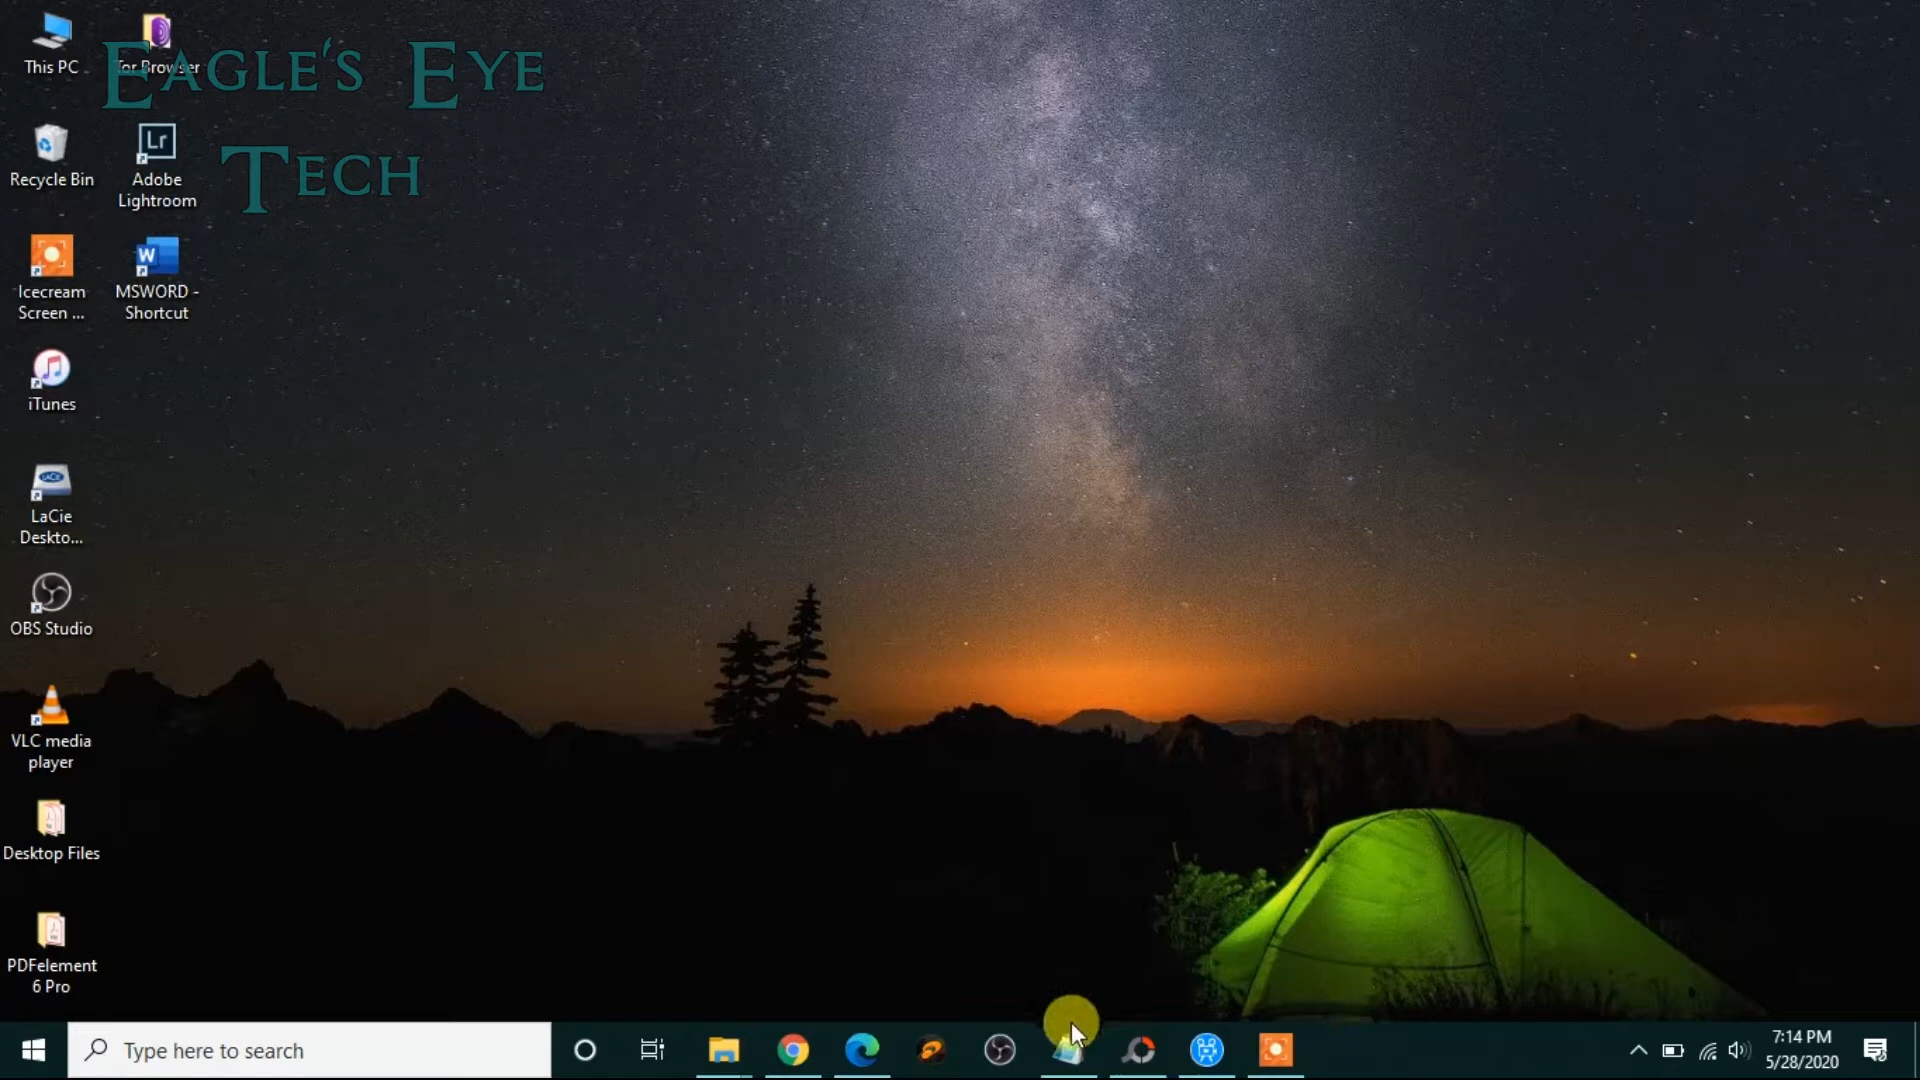 This PC
Tor Browser
EAGLE'S EYE
TECH
Recycle Bin
Lr
Adobe
Lightroom
Icecream
Screen ...
W
MSWORD -
Shortcut
iTunes
LACIE
LaCie
Deskto...
OBS Studio
VLC media
player
Desktop Files
PDFelement
6 Pro
Type here to search
7:14 PM
5/28/2020